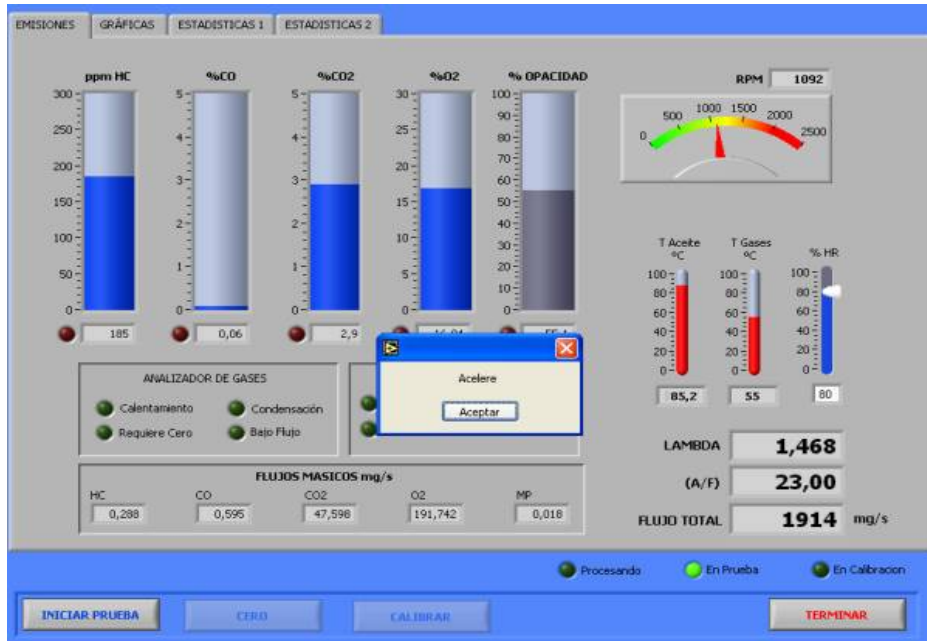 EMISIONES GRÁFICAS ESTADISTICAS 1 ESTADISTICAS 2
ppm HC %CO %CO2 %O2 % OPACIDAD
300 250 200 150 100 50 0
5 4 3 2 1 0
5 4 3 2 1 0
30 25 20 15 10 5 0
100 90 80 70 60 50 40 30 20 10 0
185 0,06 2,9
RPM 1092
0 500 1000 1500 2000 2500
T Aceite ºC T Gases ºC % HR
100 80 60 40 20 0
100 80 60 40 20 0
100 80 60 40 20 0
85,2 55 80
Acelere
Aceptar
ANALIZADOR DE GASES
Calentamiento Condensación
Requiere Cero Bajo Flujo
FLUJOS MASICOS mg/s
HC CO CO2 O2 MP
0,288 0,595 47,598 191,742 0,018
LAMBDA 1,468
(A/F) 23,00
FLUJO TOTAL 1914 mg/s
Procesando En Prueba En Calibracion
INICIAR PRUEBA CERO CALIBRAR TERMINAR